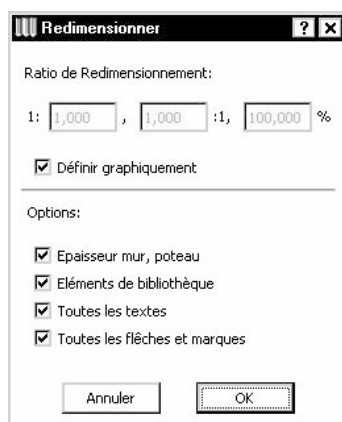 Redimensionner ? x
Ratio de Redimensionnement:
1: 1,000 , 1,000 :1, 100,000 %
Définir graphiquement
Options:
Epaisseur mur, poteau
Eléments de bibliothèque
Toutes les textes
Toutes les flêches et marques
Annuler OK